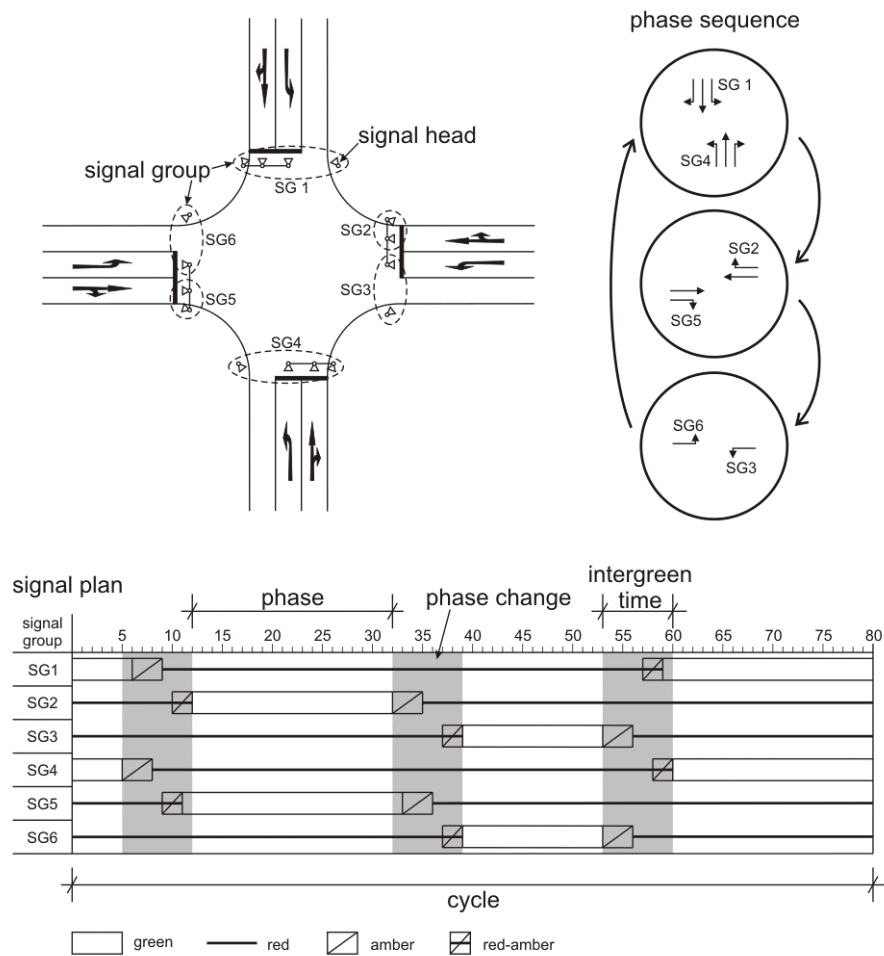 phase sequence
signal head
signal group
SG 1
SG6
SG2
SG5
SG3
SG4
SG 1
SG4
SG2
SG5
SG6
SG3
signal plan
phase
phase change
intergreen
time
signal
group
5 10 15 20 25 30 35 40 45 50 55 60 65 70 75 80
SG1
SG2
SG3
SG4
SG5
SG6
cycle
green red amber red-amber